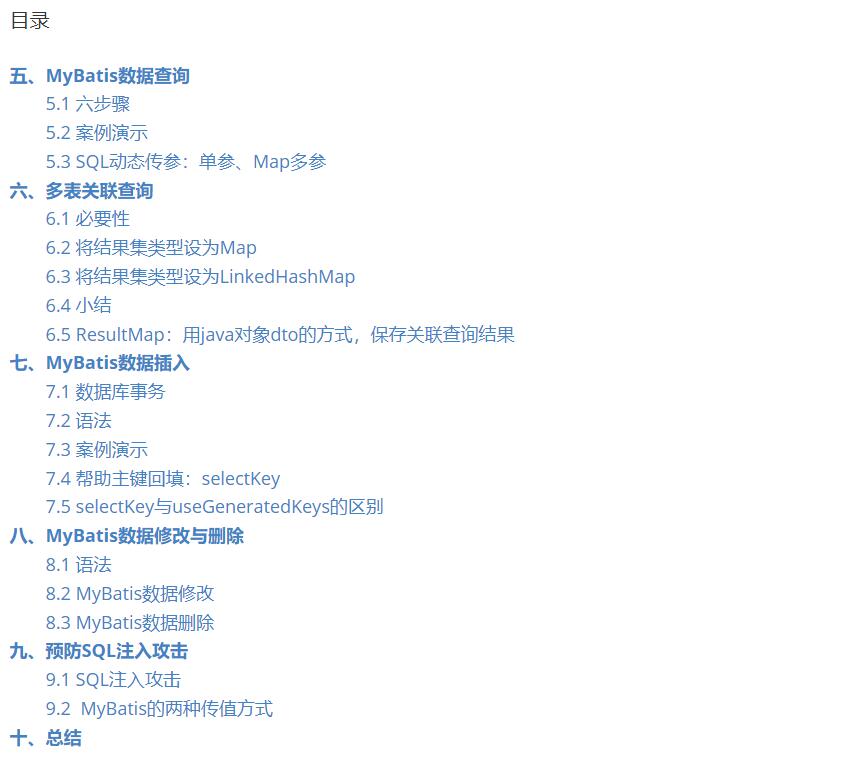 目录
五、MyBatis数据查询
5.1 六步骤
5.2 案例演示
5.3 SQL动态传参：单参、Map多参
六、多表关联查询
6.1 必要性
6.2 将结果集类型设为Map
6.3 将结果集类型设为LinkedHashMap
6.4 小结
6.5 ResultMap：用java对象dto的方式，保存关联查询结果
七、MyBatis数据插入
7.1 数据库事务
7.2 语法
7.3 案例演示
7.4 帮助主键回填：selectKey
7.5 selectKey与useGeneratedKeys的区别
八、MyBatis数据修改与删除
8.1 语法
8.2 MyBatis数据修改
8.3 MyBatis数据删除
九、预防SQL注入攻击
9.1 SQL注入攻击
9.2 MyBatis的两种传值方式
十、总结